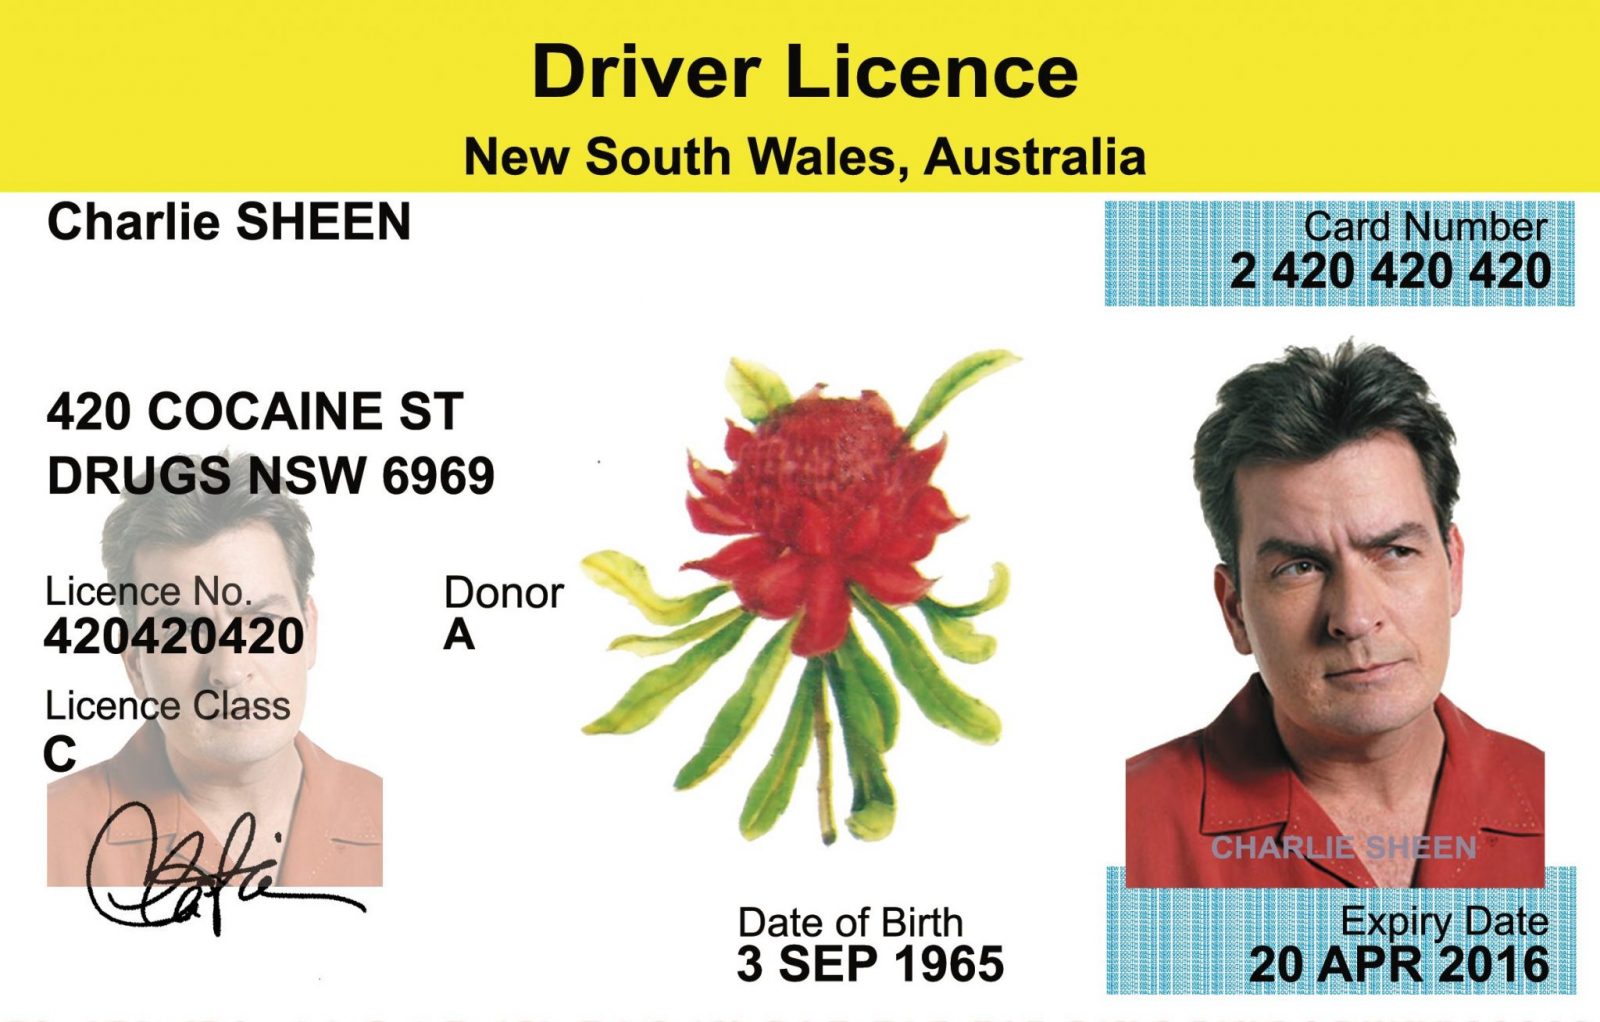 Driver Licence
New South Wales, Australia
Charlie SHEEN
Card Number
2 420 420 420
420 COCAINE ST
DRUGS NSW 6969
Licence No.
420420420
Donor
A
Licence Class
C
Charlie
CHARLIE SHEEN
Date of Birth
3 SEP 1965
Expiry Date
20 APR 2016